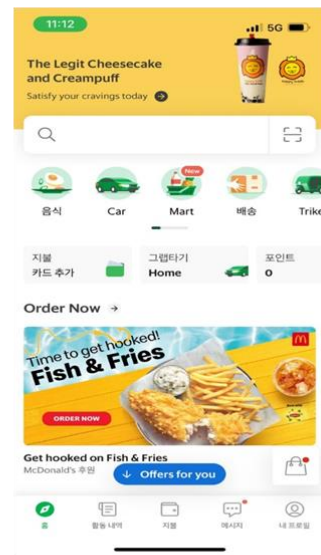 11:12
5G
The Legit Cheesecake
and Creampuff
Satisfy your cravings today
New
음식
Car
Mart
배송
Trike
지불
카드 추가
그랩타기
Home
포인트
0
Order Now
Time to get hooked!
Fish & Fries
ORDER NOW
Get hooked on Fish & Fries
McDonald's 후원
Offers for you
홈
활동 내역
지불
메시지
내 프로필